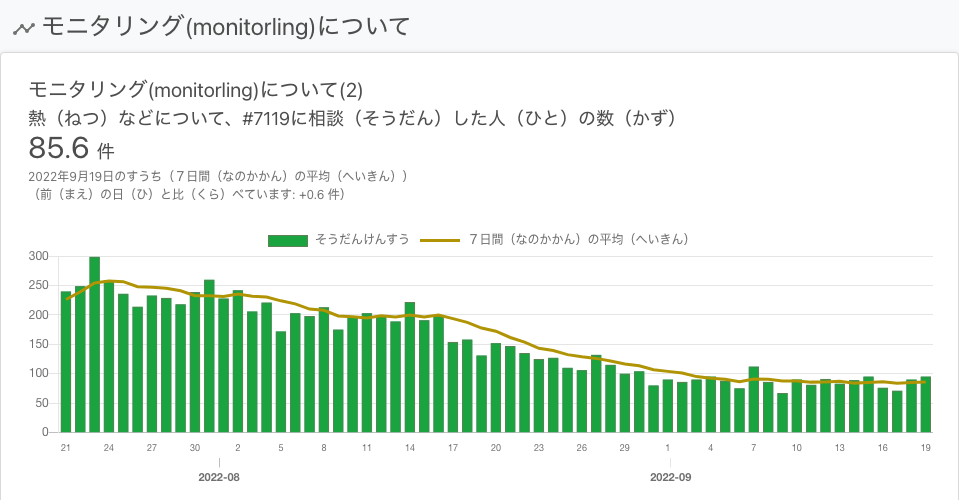 モニタリング(monitorling)について
モニタリング(monitorling)について(2)
熱（ねつ）などについて、#7119に相談（そうだん）した人（ひと）の数（かず）
85.6 件
2022年9月19日のすうち（７日間（なのかかん）の平均（へいきん））
（前（まえ）の日（ひ）と比（くら）べています: +0.6 件）
そうだんけんすう ７日間（なのかかん）の平均（へいきん）
300
250
200
150
100
50
0
21 24 27 30 2 5 8 11 14 17 20 23 26 29 1 4 7 10 13 16 19
2022-08 2022-09